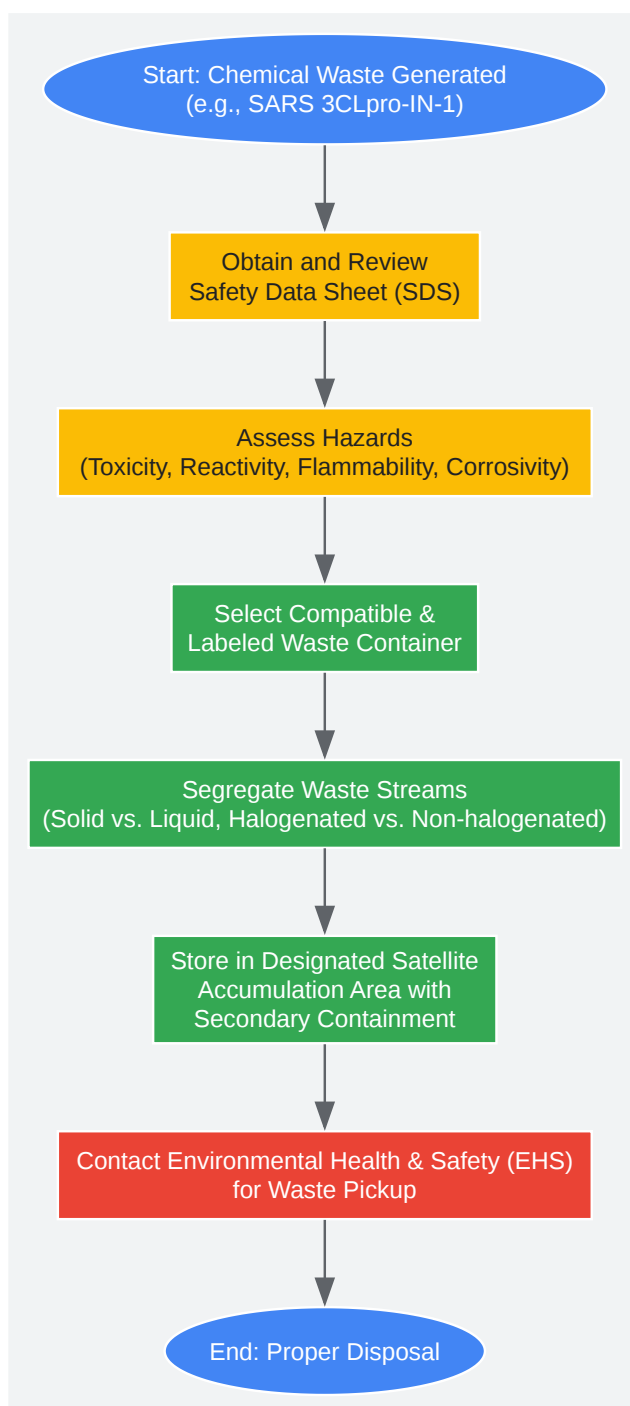 Start: Chemical Waste Generated
(e.g., SARS 3CLpro-IN-1)
Obtain and Review
Safety Data Sheet (SDS)
Assess Hazards
(Toxicity, Reactivity, Flammability, Corrosivity)
Select Compatible &
Labeled Waste Container
Segregate Waste Streams
(Solid vs. Liquid, Halogenated vs. Non-halogenated)
Store in Designated Satellite
Accumulation Area with
Secondary Containment
Contact Environmental Health & Safety (EHS)
for Waste Pickup
End: Proper Disposal